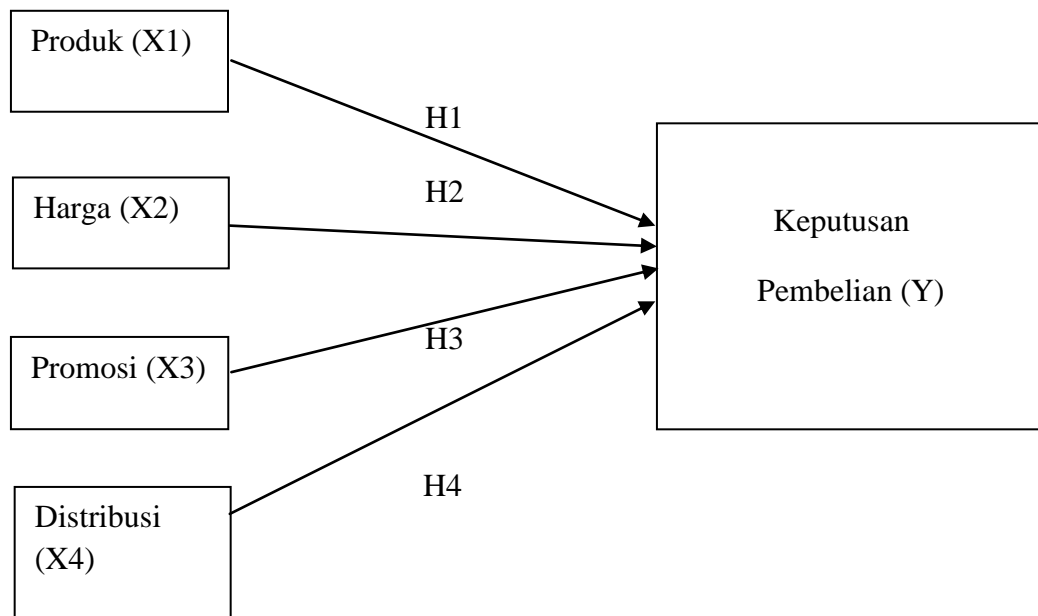 Produk (X1)
H1
H2
Harga (X2)
Keputusan
Pembelian (Y)
H3
Promosi (X3)
H4
Distribusi
(X4)